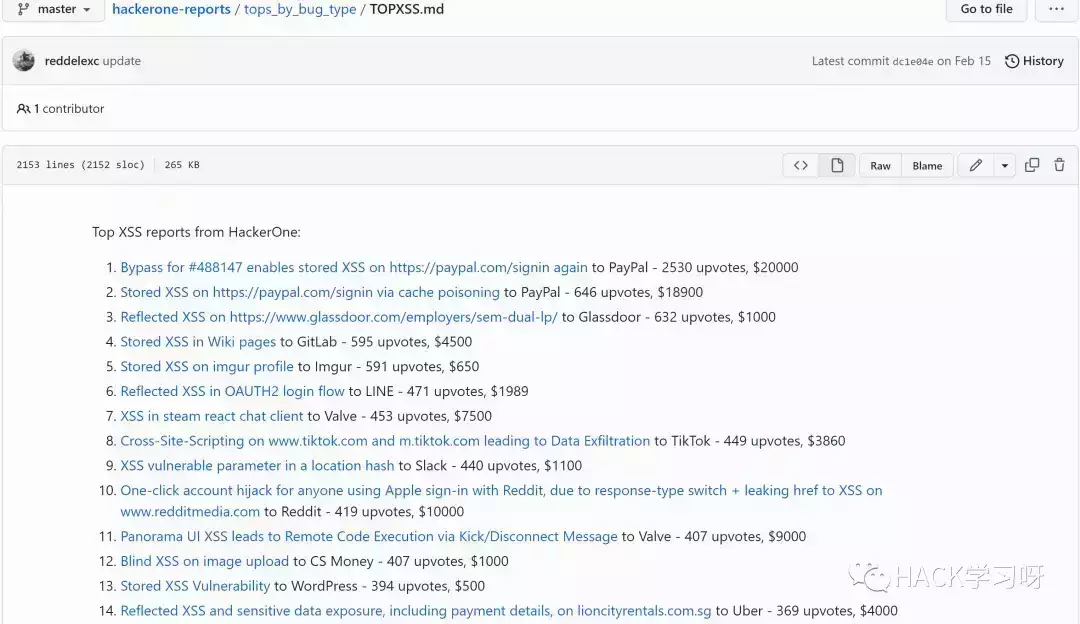 master
hackerone-reports / tops_by_bug_type / TOPXSS.md
Go to file
...
reddelexc update
Latest commit dc1e04e on Feb 15
History
1 contributor
2153 lines (2152 sloc)
265 KB
<>
Raw
Blame
Top XSS reports from HackerOne:
1. Bypass for #488147 enables stored XSS on https://paypal.com/signin again to PayPal - 2530 upvotes, $20000
2. Stored XSS on https://paypal.com/signin via cache poisoning to PayPal - 646 upvotes, $18900
3. Reflected XSS on https://www.glassdoor.com/employers/sem-dual-lp/ to Glassdoor - 632 upvotes, $1000
4. Stored XSS in Wiki pages to GitLab - 595 upvotes, $4500
5. Stored XSS on imgur profile to Imgur - 591 upvotes, $650
6. Reflected XSS in OAUTH2 login flow to LINE - 471 upvotes, $1989
7. XSS in steam react chat client to Valve - 453 upvotes, $7500
8. Cross-Site-Scripting on www.tiktok.com and m.tiktok.com leading to Data Exfiltration to TikTok - 449 upvotes, $3860
9. XSS vulnerable parameter in a location hash to Slack - 440 upvotes, $1100
10. One-click account hijack for anyone using Apple sign-in with Reddit, due to response-type switch + leaking href to XSS on
www.redditmedia.com to Reddit - 419 upvotes, $10000
11. Panorama UI XSS leads to Remote Code Execution via Kick/Disconnect Message to Valve - 407 upvotes, $9000
12. Blind XSS on image upload to CS Money - 407 upvotes, $1000
13. Stored XSS Vulnerability to WordPress - 394 upvotes, $500
14. Reflected XSS and sensitive data exposure, including payment details, on lioncityrentals.com.sg to Uber - 369 upvotes, $4000
HACK学习呀